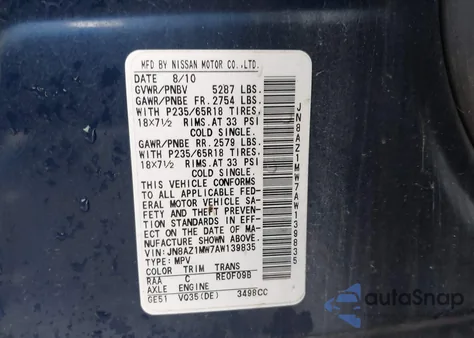 MFD BY NISSAN MOTOR CO.,LTD.
DATE 8/10
GVWR/PNBV 5287 LBS.
GAWR/PNBE FR. 2754 LBS.
WITH P235/65R18 TIRES,
18X7½ RIMS. AT 33 PSI
COLD SINGLE.
GAWR/PNBE RR. 2579 LBS.
WITH P235/65R18 TIRES,
18X7½ RIMS. AT 33 PSI
COLD SINGLE.
THIS VEHICLE CONFORMS
TO ALL APPLICABLE FED-
ERAL MOTOR VEHICLE SA-
FETY AND THEFT PREVEN-
TION STANDARDS IN EFF-
ECT ON THE DATE OF MA-
NUFACTURE SHOWN ABOVE.
VIN: JN8AZ1MW7AW139835
TYPE: MPV
COLOR TRIM TRANS
RAA C RE0F09B
AXLE ENGINE
GE51 VQ35(DE) 3498CC
JN8AZ1MW7AW139835
AutoSnap